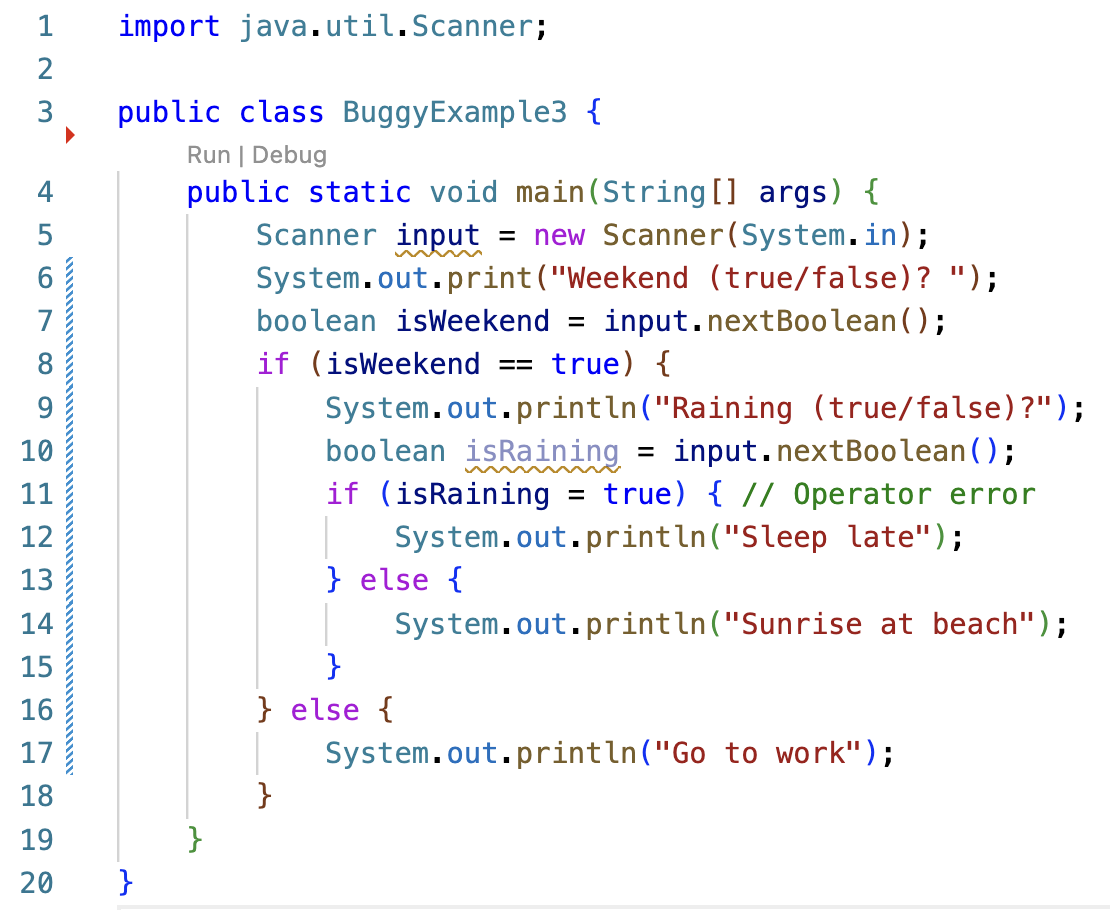 1 import java.util.Scanner;
2
3 public class BuggyExample3 {
Run | Debug
4     public static void main(String[] args) {
5         Scanner input = new Scanner(System.in);
6         System.out.print("Weekend (true/false)? ");
7         boolean isWeekend = input.nextBoolean();
8         if (isWeekend == true) {
9             System.out.println("Raining (true/false)?");
10             boolean isRaining = input.nextBoolean();
11             if (isRaining = true) { // Operator error
12                 System.out.println("Sleep late");
13             } else {
14                 System.out.println("Sunrise at beach");
15             }
16         } else {
17             System.out.println("Go to work");
18         }
19     }
20 }